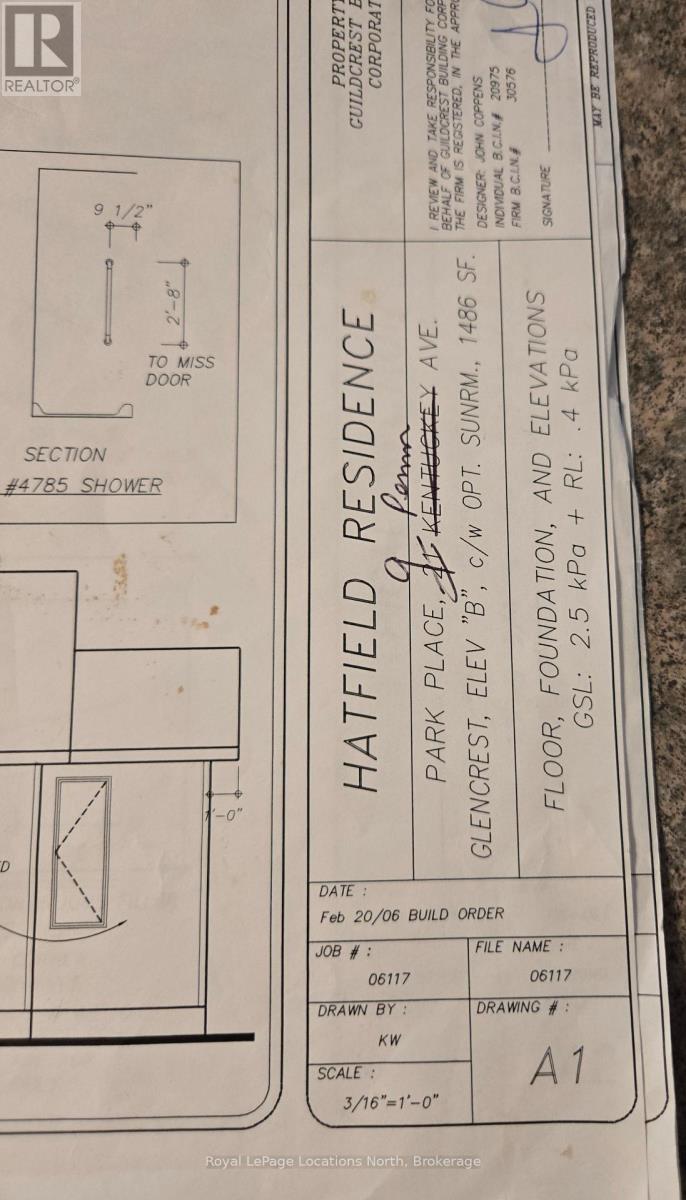 REALTOR®
9 1/2"
2'-8"
TO MISS
DOOR
SECTION
#4785 SHOWER
1'-0"
PROPERTY
GUILDCREST B
CORPORAT
I REVIEW AND TAKE RESPONSIBILITY FO
BEHALF OF GUILDCREST BUILDING CORP
THE FIRM IS REGISTERED, IN THE APPRO
DESIGNER: JOHN COPPENS
INDIVIDUAL B.C.I.N.# 20975
FIRM B.C.I.N.# 30576
SIGNATURE
MAY BE REPRODUCED
HATFIELD RESIDENCE
9 Penn
PARK PLACE, KENTUCKEY AVE.
GLENCREST, ELEV "B", c/w OPT. SUNRM., 1486 SF.
FLOOR, FOUNDATION, AND ELEVATIONS
GSL: 2.5 kPa + RL: .4 kPa
DATE :
Feb 20/06 BUILD ORDER
JOB # :
06117
FILE NAME :
06117
DRAWN BY :
KW
DRAWING # :
A1
SCALE :
3/16"=1'-0"
Royal LePage Locations North, Brokerage